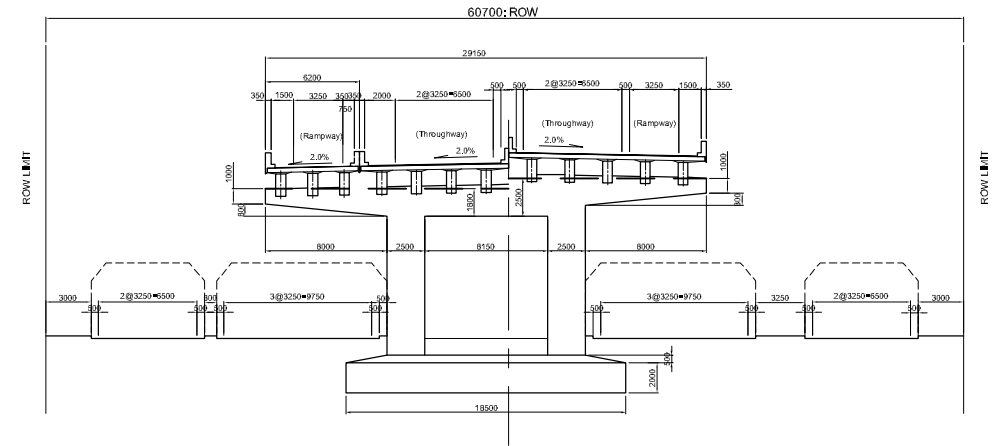 60700: ROW
29150
6200
350 1500 3250 350 350 2000 2@3250=6500 500 500 2@3250=6500 500 3250 1500 350
750
(Rampway) (Throughway) (Throughway) (Rampway)
2.0% 2.0% 2.0%
ROW LIMIT
ROW LIMIT
1000 1000
800 1800 2500 800
8000 2500 8150 2500 8000
3000 2@3250=6500 800 3@3250=9750 500 3@3250=9750 3250 2@3250=6500 3000
500 500 500 500 500 500 500
500
2000
18500